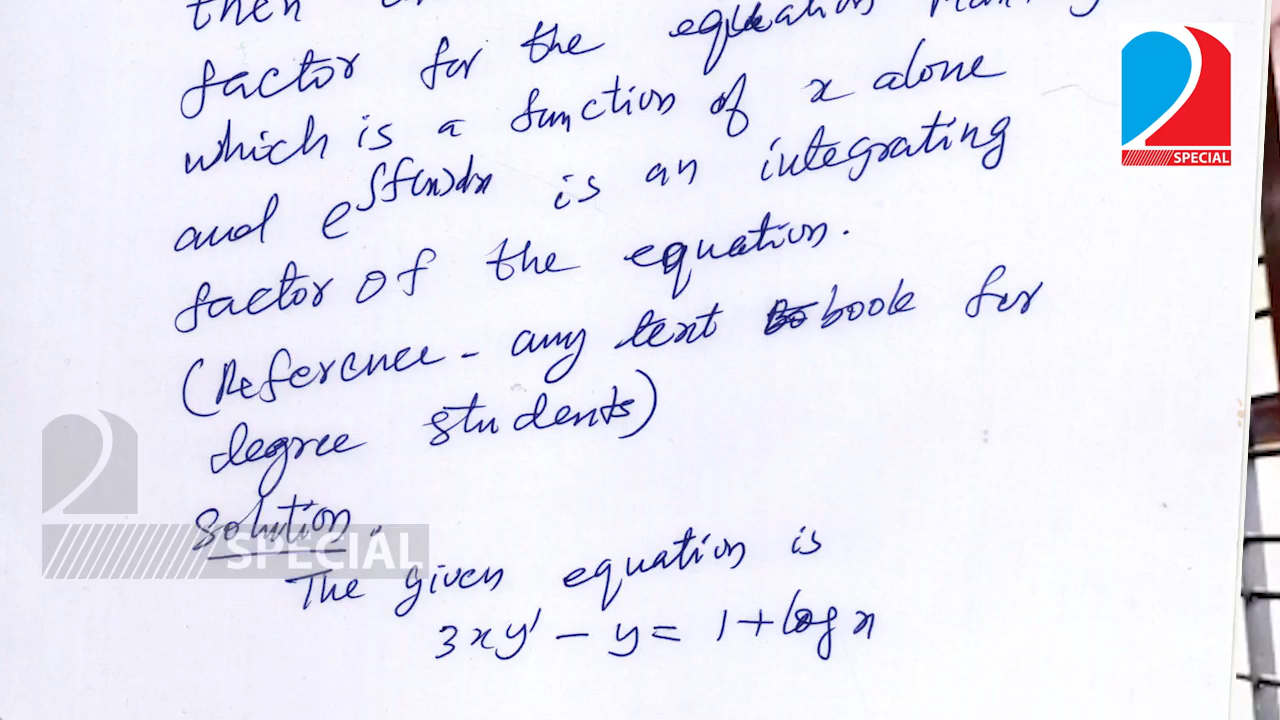 then
factor for the equation
which is a function of x alone
and e^∫f(x)dx is an integrating
factor of the equation.
(Reference - any text book for
degree students)
Solution.
The given equation is
3xy' - y = 1 + log x
SPECIAL
SPECIAL